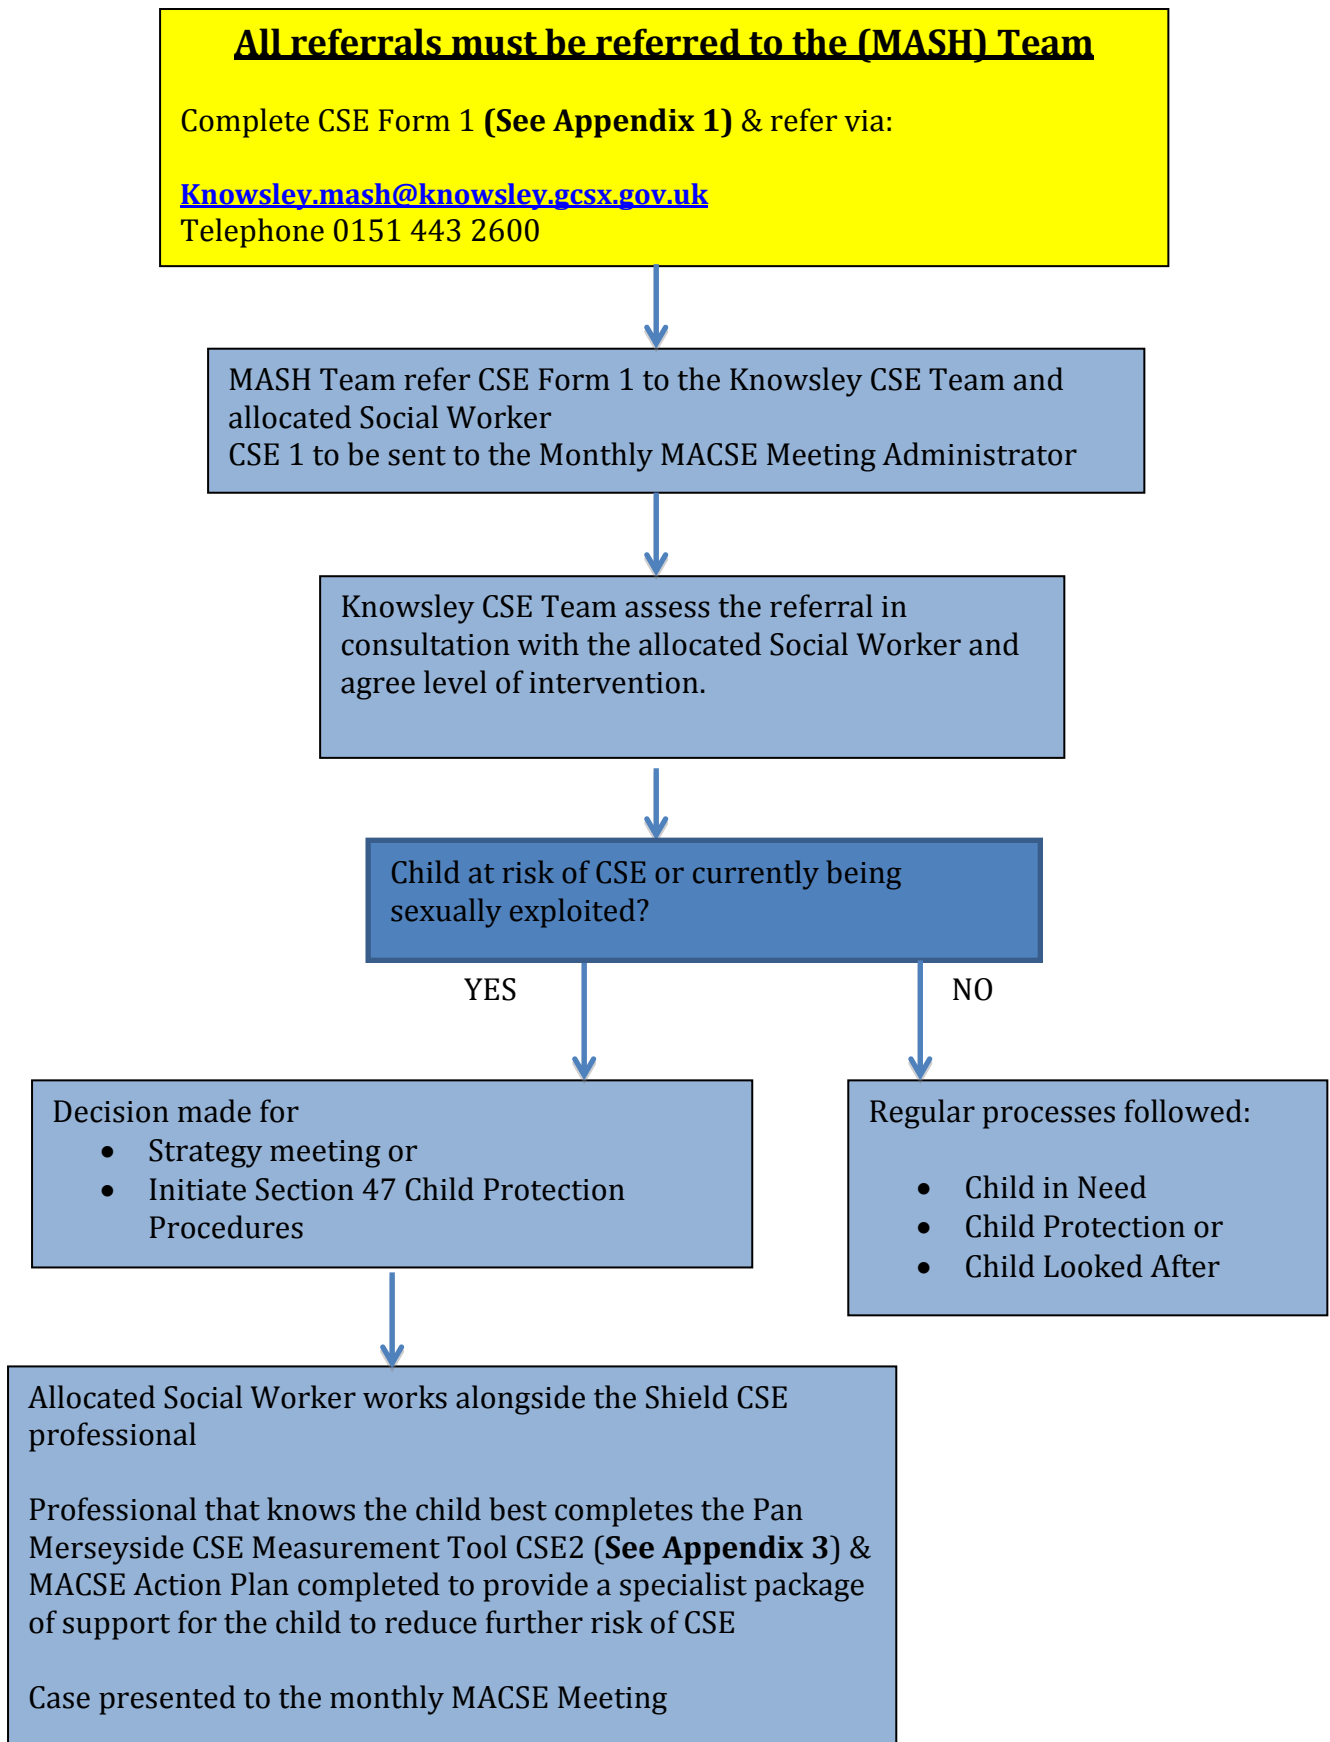 All referrals must be referred to the (MASH) Team
Complete CSE Form 1 (See Appendix 1) & refer via:
Knowsley.mash@knowsley.gcsx.gov.uk
Telephone 0151 443 2600
MASH Team refer CSE Form 1 to the Knowsley CSE Team and
allocated Social Worker
CSE 1 to be sent to the Monthly MACSE Meeting Administrator
Knowsley CSE Team assess the referral in
consultation with the allocated Social Worker and
agree level of intervention.
Child at risk of CSE or currently being
sexually exploited?
YES
NO
Decision made for
• Strategy meeting or
• Initiate Section 47 Child Protection
Procedures
Regular processes followed:
• Child in Need
• Child Protection or
• Child Looked After
Allocated Social Worker works alongside the Shield CSE
professional
Professional that knows the child best completes the Pan
Merseyside CSE Measurement Tool CSE2 (See Appendix 3) &
MACSE Action Plan completed to provide a specialist package
of support for the child to reduce further risk of CSE
Case presented to the monthly MACSE Meeting